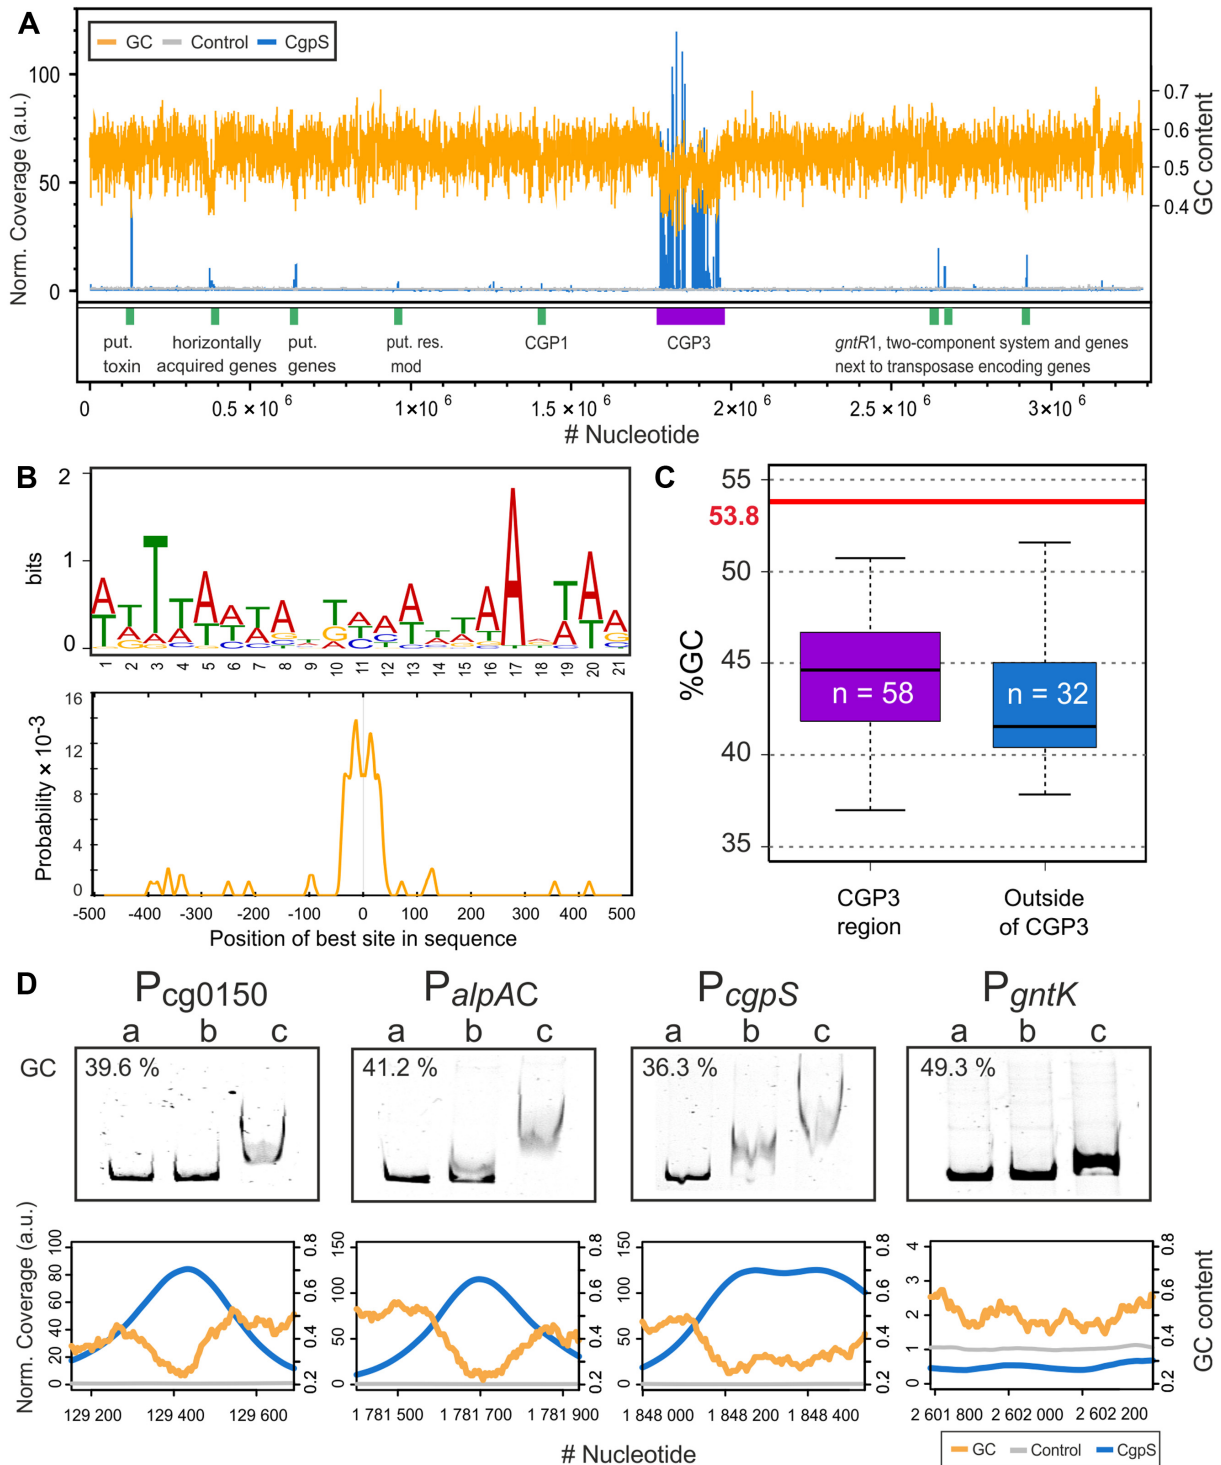 A
GC Control CgpS
Norm. Coverage (a.u.)
100
50
0
0.7
0.6
0.5
0.4
GC content
put. toxin
horizontally acquired genes
put. genes
put. res. mod
CGP1
CGP3
gntR1, two-component system and genes
next to transposase encoding genes
0 0.5×10 6 1×10 6 1.5×10 6 2×10 6 2.5×10 6 3×10 6
# Nucleotide
B
bits
2
1
0
1 2 3 4 5 6 7 8 9 10 11 12 13 14 15 16 17 18 19 20 21
Probability × 10-3
16
12
8
4
0
-500 -400 -300 -200 -100 0 100 200 300 400 500
Position of best site in sequence
C
%GC
55
53.8
50
45
40
35
n = 58
n = 32
CGP3 region
Outside of CGP3
D
Pcg0150 PalpAC PcgpS PgntK
a b c a b c a b c a b c
GC
39.6 % 41.2 % 36.3 % 49.3 %
Norm. Coverage (a.u.)
100 80 60 40 20 0
0.8 0.6 0.4 0.2
129 200 129 400 129 600
150 100 50 0
0.8 0.6 0.4 0.2
1 781 500 1 781 700 1 781 900
150 100 50 0
0.8 0.6 0.4 0.2
1 848 000 1 848 200 1 848 400
4 3 2 1 0
0.8 0.6 0.4 0.2
2 601 800 2 602 000 2 602 200
GC content
# Nucleotide
GC Control CgpS